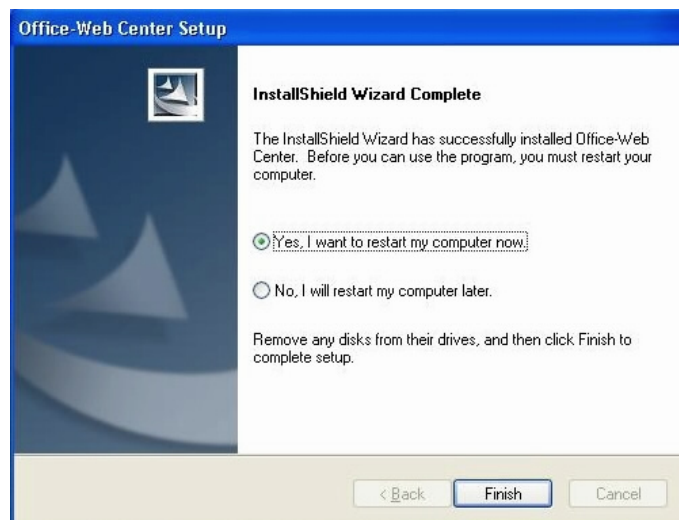 Office-Web Center Setup
InstallShield Wizard Complete
The InstallShield Wizard has successfully installed Office-Web
Center. Before you can use the program, you must restart your
computer.
Yes, I want to restart my computer now.
No, I will restart my computer later.
Remove any disks from their drives, and then click Finish to
complete setup.
< Back
Finish
Cancel